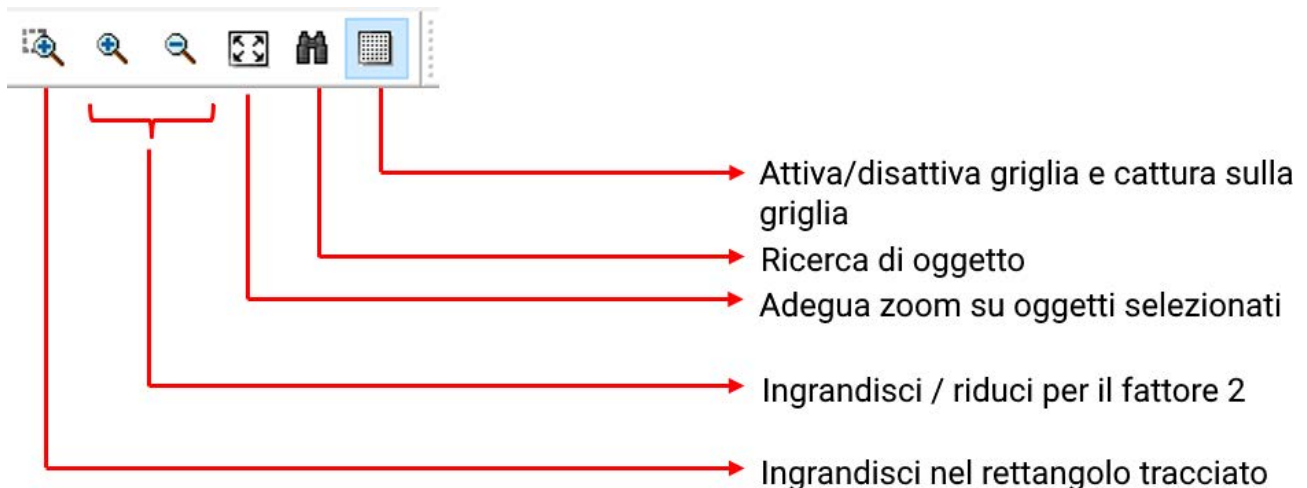 Attiva/disattiva griglia e cattura sulla
griglia
Ricerca di oggetto
Adegua zoom su oggetti selezionati
Ingrandisci / riduci per il fattore 2
Ingrandisci nel rettangolo tracciato